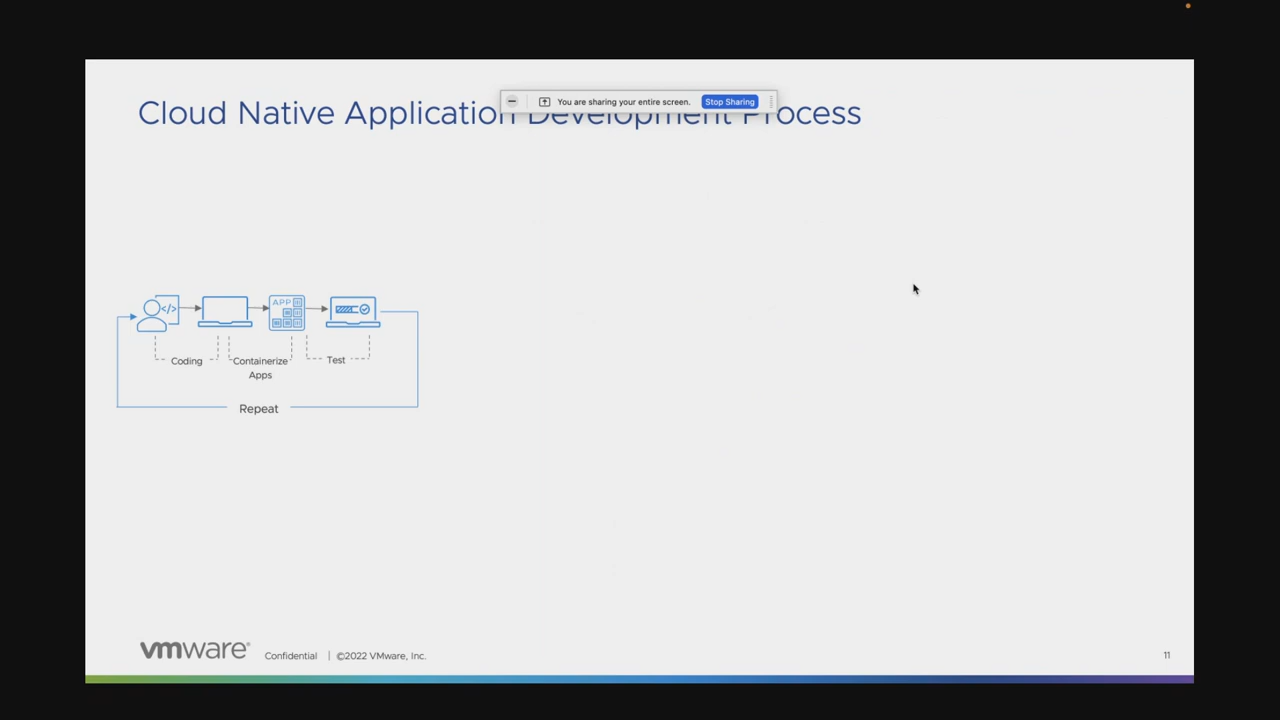 You are sharing your entire screen. Stop Sharing
Cloud Native Application Development Process
</>
APP
Coding
Containerize
Apps
Test
Repeat
vmware®
Confidential | ©2022 VMware, Inc.
11